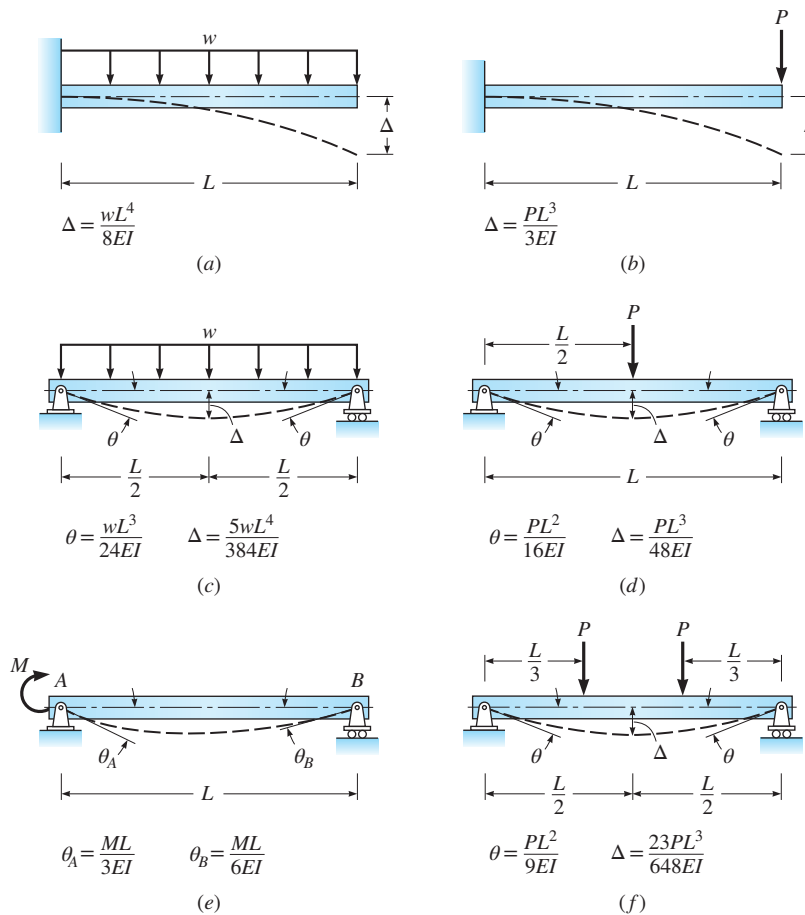 w
Δ
L
Δ = wL⁴/8EI
(a)
P
L
Δ = PL³/3EI
(b)
w
θ Δ θ
L/2 L/2
θ = wL³/24EI Δ = 5wL⁴/384EI
(c)
P
L/2
θ Δ θ
L
θ = PL²/16EI Δ = PL³/48EI
(d)
M A B
θ_A θ_B
L
θ_A = ML/3EI θ_B = ML/6EI
(e)
P P
L/3 L/3
θ Δ θ
L/2 L/2
θ = PL²/9EI Δ = 23PL³/648EI
(f)